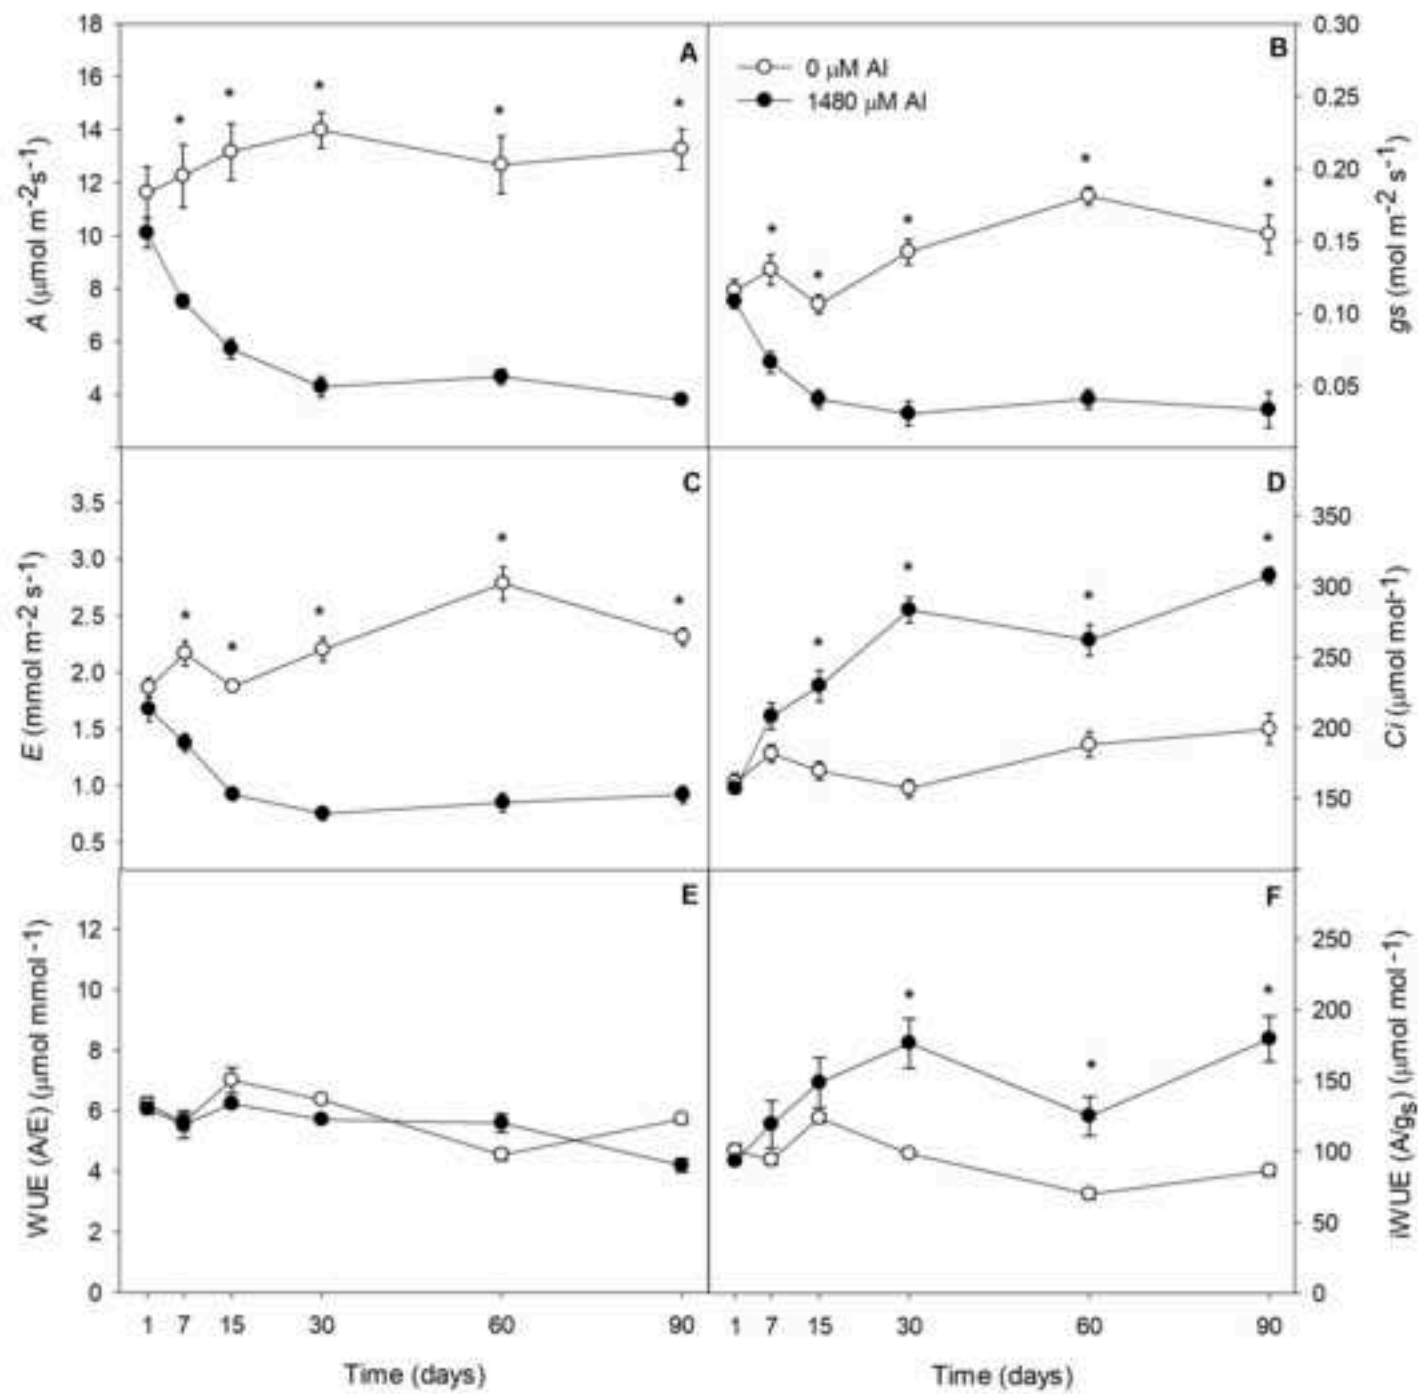 A
18
16
14
12
10
8
6
4
A (μmol m-2s-1)
B
0 μM Al
1480 μM Al
0.30
0.25
0.20
0.15
0.10
0.05
gs (mol m-2 s-1)
* * * * *
* * * * *
C
3.5
3.0
2.5
2.0
1.5
1.0
0.5
E (mmol m-2 s-1)
* * * * *
D
350
300
250
200
150
Ci (μmol mol-1)
* * * *
E
12
10
8
6
4
2
0
WUE (A/E) (μmol mmol-1)
F
250
200
150
100
50
0
iWUE (A/gs) (μmol mol-1)
* * *
1 7 15 30 60 90
1 7 15 30 60 90
Time (days)
Time (days)